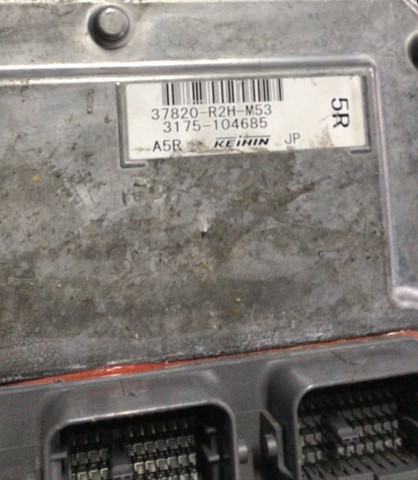 37820-R2H-M53
3175-104685
A5R KEIHIN JP
5R